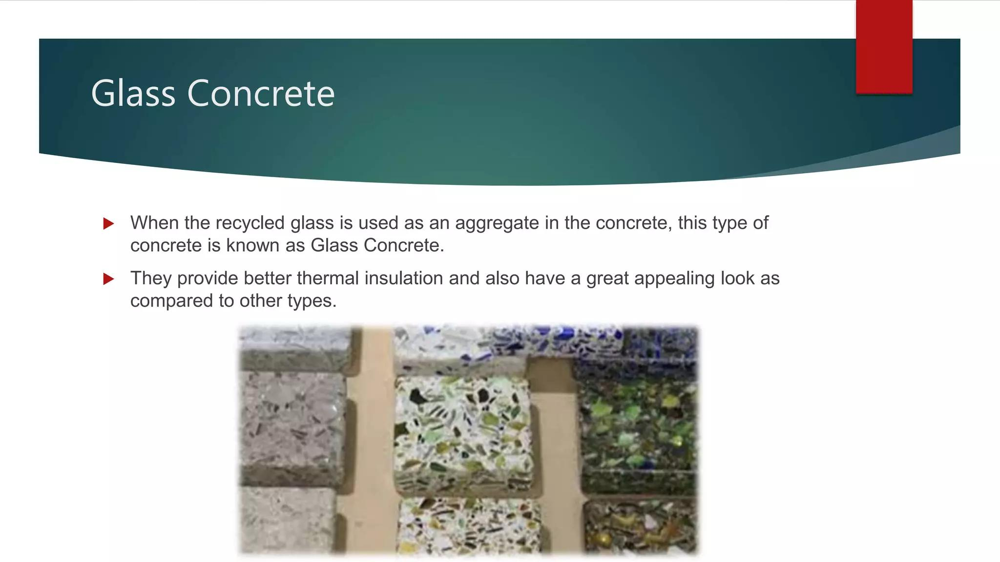 Glass Concrete
When the recycled glass is used as an aggregate in the concrete, this type of
concrete is known as Glass Concrete.
They provide better thermal insulation and also have a great appealing look as
compared to other types.